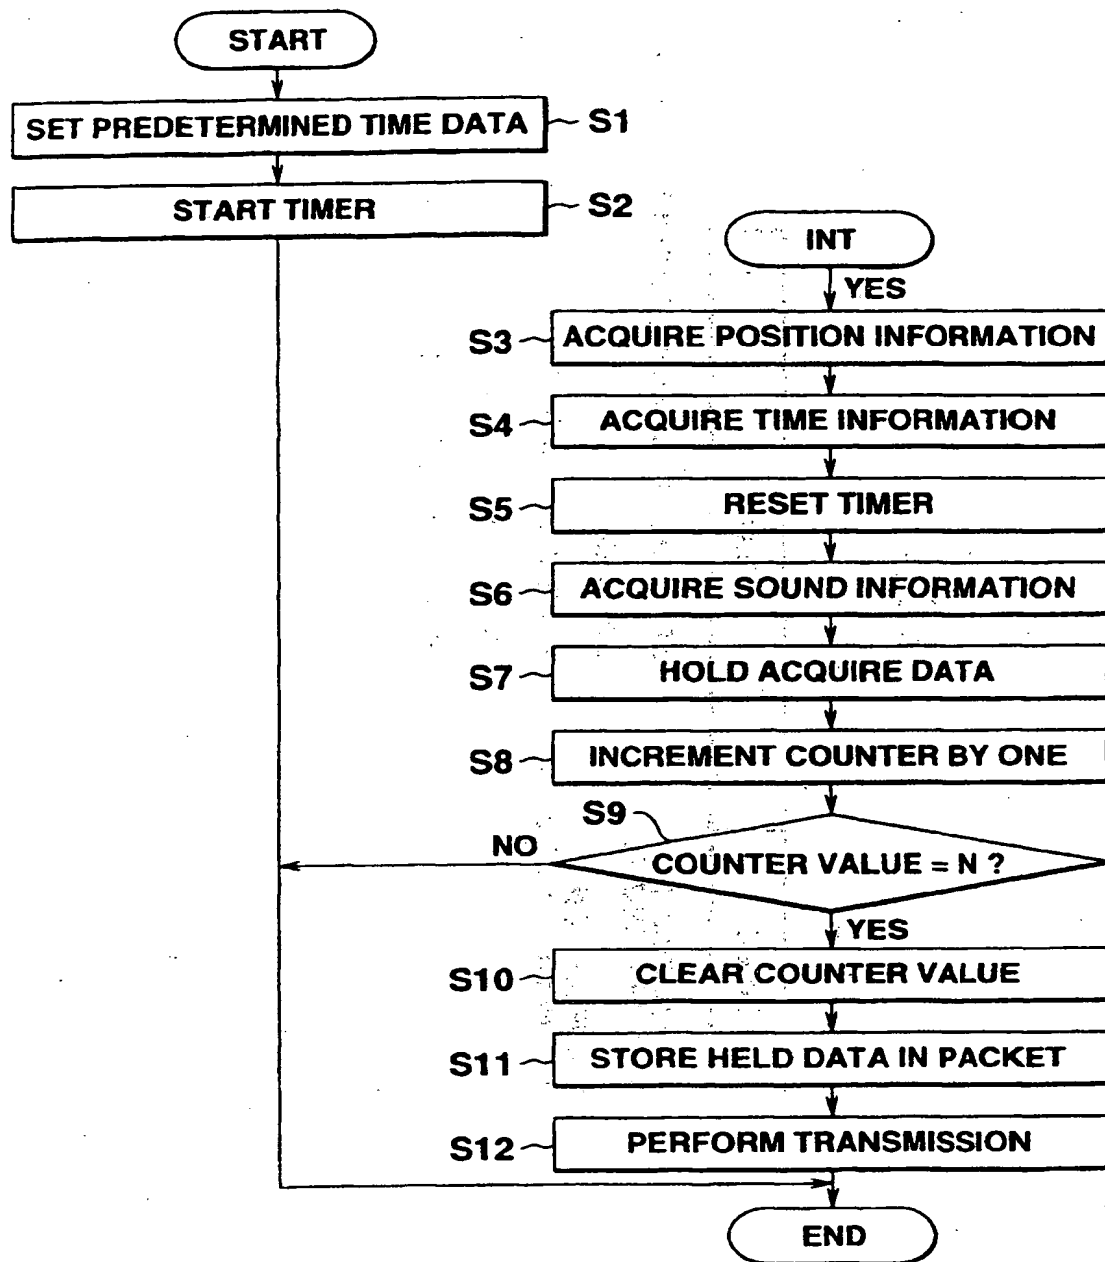 START
SET PREDETERMINED TIME DATA
S1
START TIMER
S2
INT
YES
S3
ACQUIRE POSITION INFORMATION
S4
ACQUIRE TIME INFORMATION
S5
RESET TIMER
S6
ACQUIRE SOUND INFORMATION
S7
HOLD ACQUIRE DATA
S8
INCREMENT COUNTER BY ONE
S9
NO
COUNTER VALUE = N ?
YES
S10
CLEAR COUNTER VALUE
S11
STORE HELD DATA IN PACKET
S12
PERFORM TRANSMISSION
END